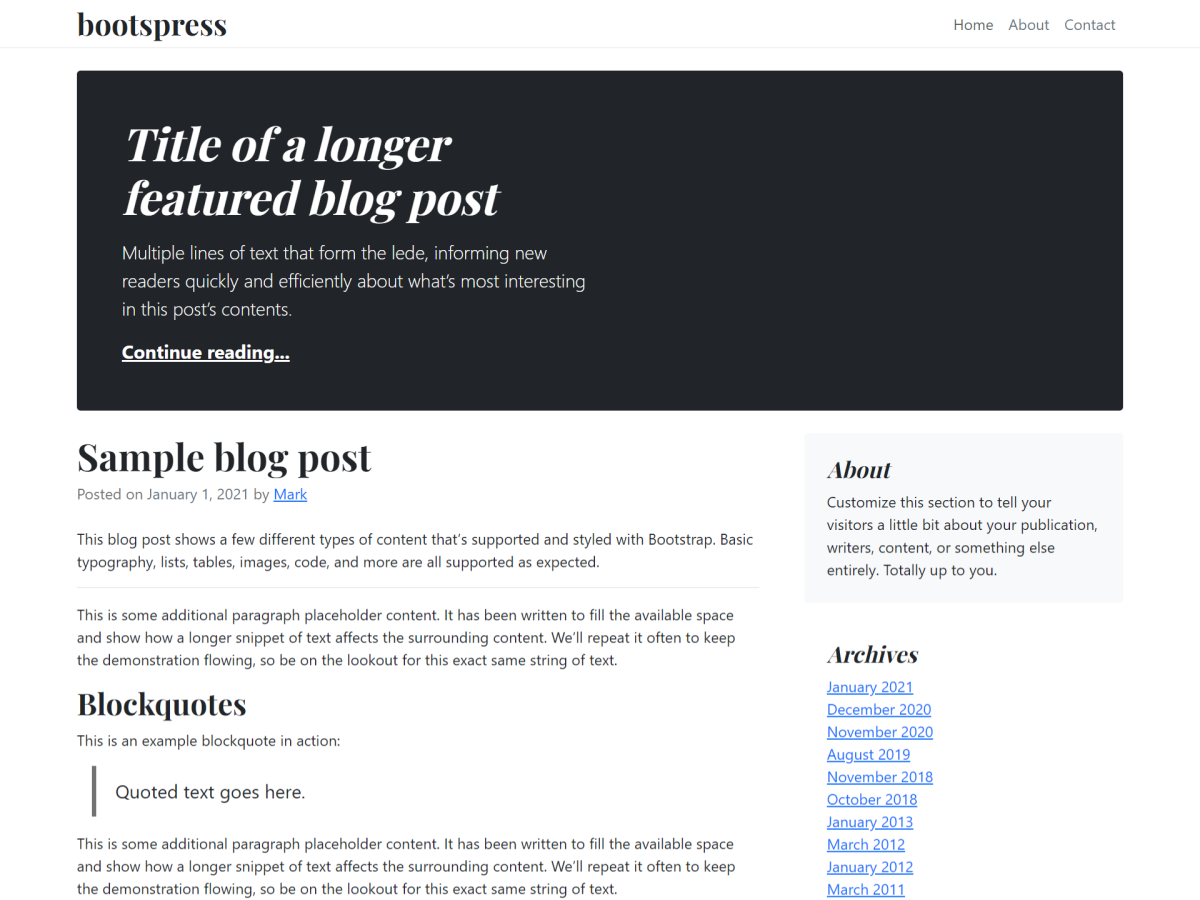 bootspress
Home About Contact
Title of a longer
featured blog post
Multiple lines of text that form the lede, informing new
readers quickly and efficiently about what’s most interesting
in this post’s contents.
Continue reading...
Sample blog post
Posted on January 1, 2021 by Mark
This blog post shows a few different types of content that’s supported and styled with Bootstrap. Basic
typography, lists, tables, images, code, and more are all supported as expected.
This is some additional paragraph placeholder content. It has been written to fill the available space
and show how a longer snippet of text affects the surrounding content. We’ll repeat it often to keep
the demonstration flowing, so be on the lookout for this exact same string of text.
Blockquotes
This is an example blockquote in action:
Quoted text goes here.
This is some additional paragraph placeholder content. It has been written to fill the available space
and show how a longer snippet of text affects the surrounding content. We’ll repeat it often to keep
the demonstration flowing, so be on the lookout for this exact same string of text.
About
Customize this section to tell your
visitors a little bit about your publication,
writers, content, or something else
entirely. Totally up to you.
Archives
January 2021
December 2020
November 2020
August 2019
November 2018
October 2018
January 2013
March 2012
January 2012
March 2011